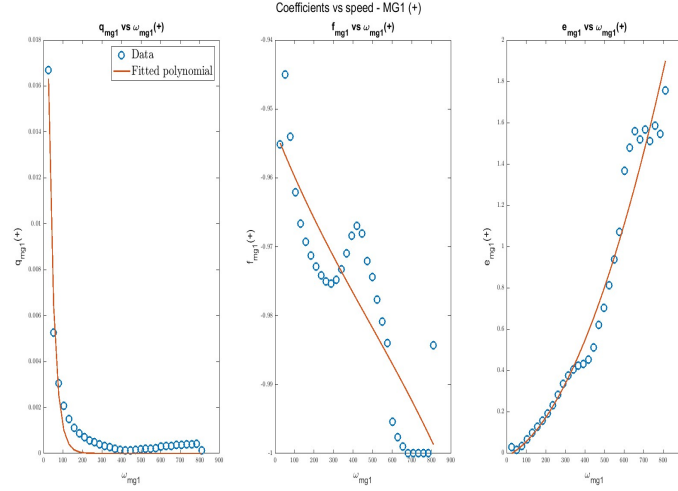 Coefficients vs speed - MG1 (+)
q_mg1 vs ω_mg1(+)
0.018
0.016
0.014
0.012
0.01
0.008
0.006
0.004
0.002
0
0 100 200 300 400 500 600 700 800 900
q_mg1(+)
ω_mg1
Data
Fitted polynomial
f_mg1 vs ω_mg1(+)
-0.94
-0.95
-0.96
-0.97
-0.98
-0.99
-1
0 100 200 300 400 500 600 700 800 900
f_mg1(+)
ω_mg1
e_mg1 vs ω_mg1(+)
2
1.8
1.6
1.4
1.2
1
0.8
0.6
0.4
0.2
0
0 100 200 300 400 500 600 700 800 900
e_mg1(+)
ω_mg1